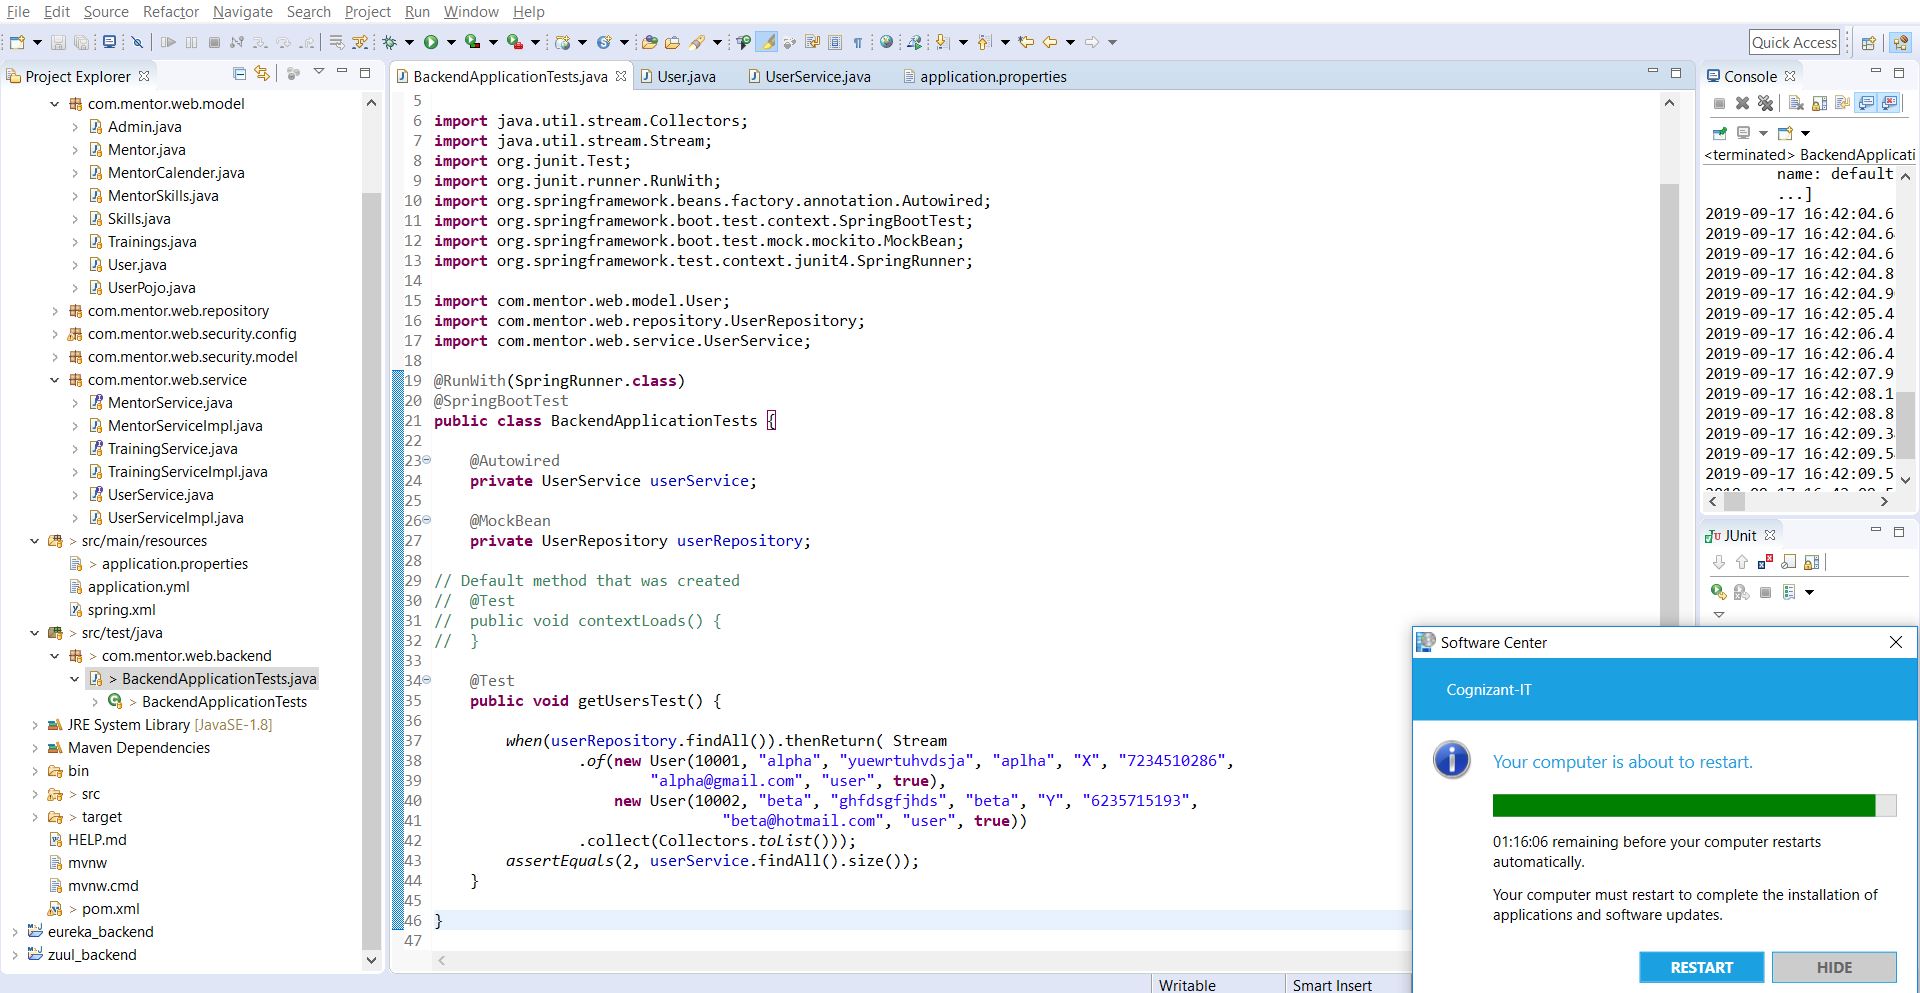 File Edit Source Refactor Navigate Search Project Run Window Help
Quick Access
Project Explorer
com.mentor.web.model
Admin.java
Mentor.java
MentorCalender.java
MentorSkills.java
Skills.java
Trainings.java
User.java
UserPojo.java
com.mentor.web.repository
com.mentor.web.security.config
com.mentor.web.security.model
com.mentor.web.service
MentorService.java
MentorServiceImpl.java
TrainingService.java
TrainingServiceImpl.java
UserService.java
UserServiceImpl.java
> src/main/resources
> application.properties
application.yml
spring.xml
> src/test/java
> com.mentor.web.backend
> BackendApplicationTests.java
> BackendApplicationTests
JRE System Library [JavaSE-1.8]
Maven Dependencies
bin
> src
> target
HELP.md
mvnw
mvnw.cmd
> pom.xml
eureka_backend
zuul_backend
BackendApplicationTests.java User.java UserService.java application.properties
5
6 import java.util.stream.Collectors;
7 import java.util.stream.Stream;
8 import org.junit.Test;
9 import org.junit.runner.RunWith;
10 import org.springframework.beans.factory.annotation.Autowired;
11 import org.springframework.boot.test.context.SpringBootTest;
12 import org.springframework.boot.test.mock.mockito.MockBean;
13 import org.springframework.test.context.junit4.SpringRunner;
14
15 import com.mentor.web.model.User;
16 import com.mentor.web.repository.UserRepository;
17 import com.mentor.web.service.UserService;
18
19 @RunWith(SpringRunner.class)
20 @SpringBootTest
21 public class BackendApplicationTests {
22
23 @Autowired
24 private UserService userService;
25
26 @MockBean
27 private UserRepository userRepository;
28
29 // Default method that was created
30 // @Test
31 // public void contextLoads() {
32 // }
33
34 @Test
35 public void getUsersTest() {
36
37 when(userRepository.findAll()).thenReturn( Stream
38 .of(new User(10001, "alpha", "yuewrtuhvdsja", "aplha", "X", "7234510286",
39 "alpha@gmail.com", "user", true),
40 new User(10002, "beta", "ghfdsgfjhds", "beta", "Y", "6235715193",
41 "beta@hotmail.com", "user", true))
42 .collect(Collectors.toList()));
43 assertEquals(2, userService.findAll().size());
44 }
45
46 }
47
Writable Smart Insert
Console
<terminated> BackendApplicati
name: default
...]
2019-09-17 16:42:04.6
2019-09-17 16:42:04.6
2019-09-17 16:42:04.6
2019-09-17 16:42:04.8
2019-09-17 16:42:04.9
2019-09-17 16:42:05.4
2019-09-17 16:42:06.4
2019-09-17 16:42:06.4
2019-09-17 16:42:07.9
2019-09-17 16:42:08.1
2019-09-17 16:42:08.8
2019-09-17 16:42:09.3
2019-09-17 16:42:09.5
2019-09-17 16:42:09.5
JUnit
Software Center
Cognizant-IT
Your computer is about to restart.
01:16:06 remaining before your computer restarts
automatically.
Your computer must restart to complete the installation of
applications and software updates.
RESTART HIDE